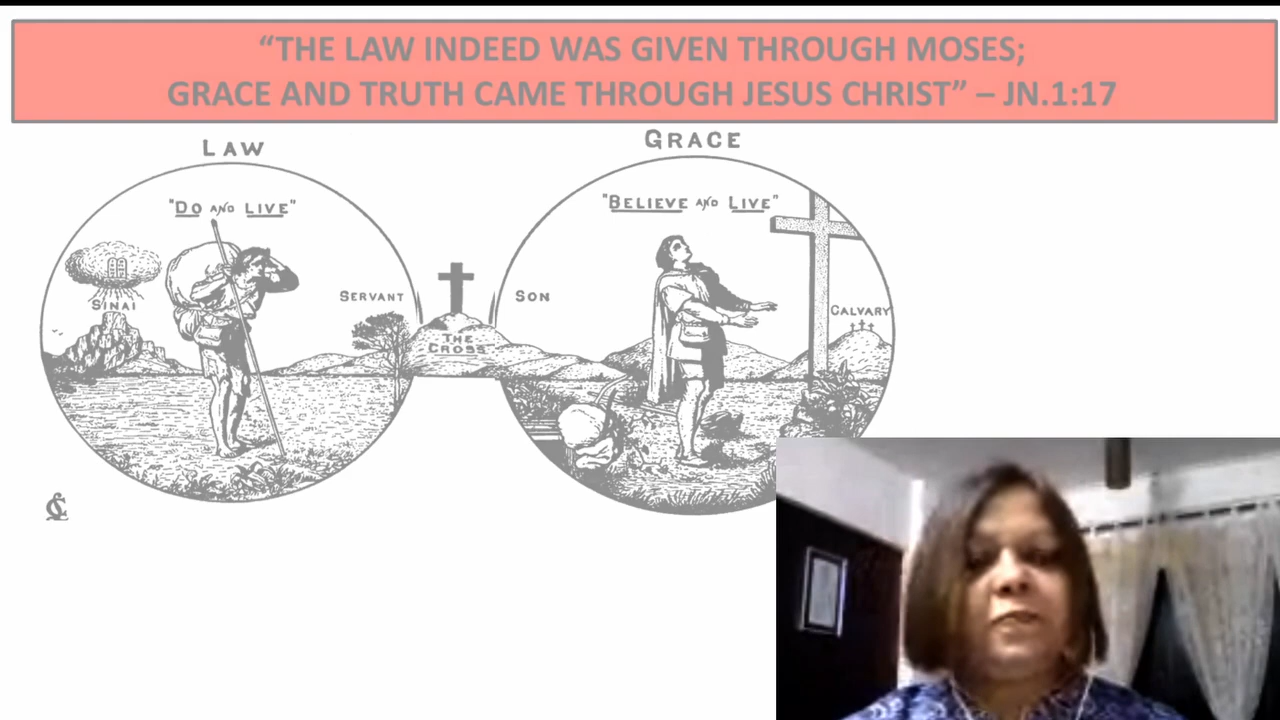 “THE LAW INDEED WAS GIVEN THROUGH MOSES;
GRACE AND TRUTH CAME THROUGH JESUS CHRIST” – JN.1:17
LAW
"DO AND LIVE"
SINAI
SERVANT
THE
CROSS
GRACE
"BELIEVE AND LIVE"
SON
CALVARY